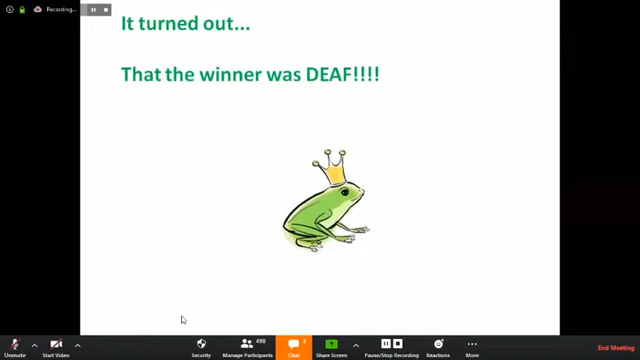 Recording...
It turned out...
That the winner was DEAF!!!!
498
3
Unmute
Start Video
Security
Manage Participants
Chat
Share Screen
Pause/Stop Recording
Reactions
More
End Meeting